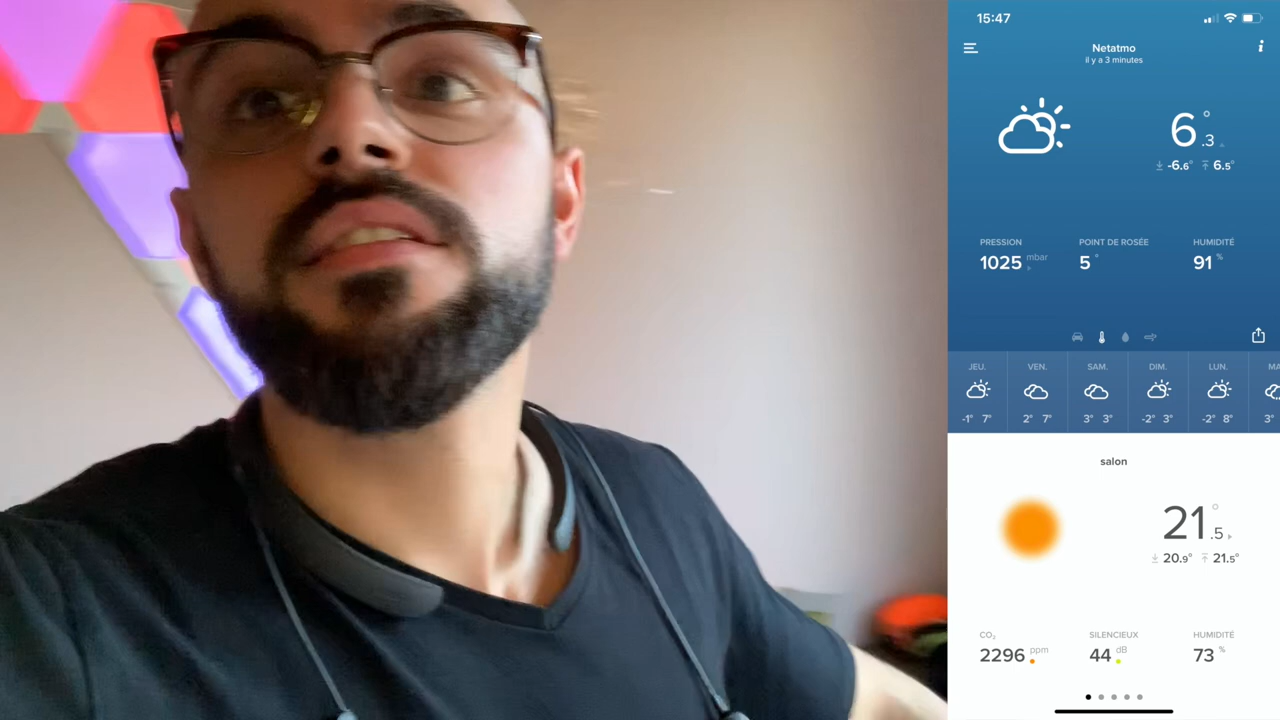 15:47
Netatmo
il y a 3 minutes
6°.3
-6.6° 6.5°
PRESSION POINT DE ROSÉE HUMIDITÉ
1025 mbar 5° 91%
JEU. VEN. SAM. DIM. LUN. MA
-1° 7° 2° 7° 3° 3° -2° 3° -2° 8° 3°
salon
21°.5
20.9° 21.5°
CO₂ SILENCIEUX HUMIDITÉ
2296 ppm 44 dB 73%